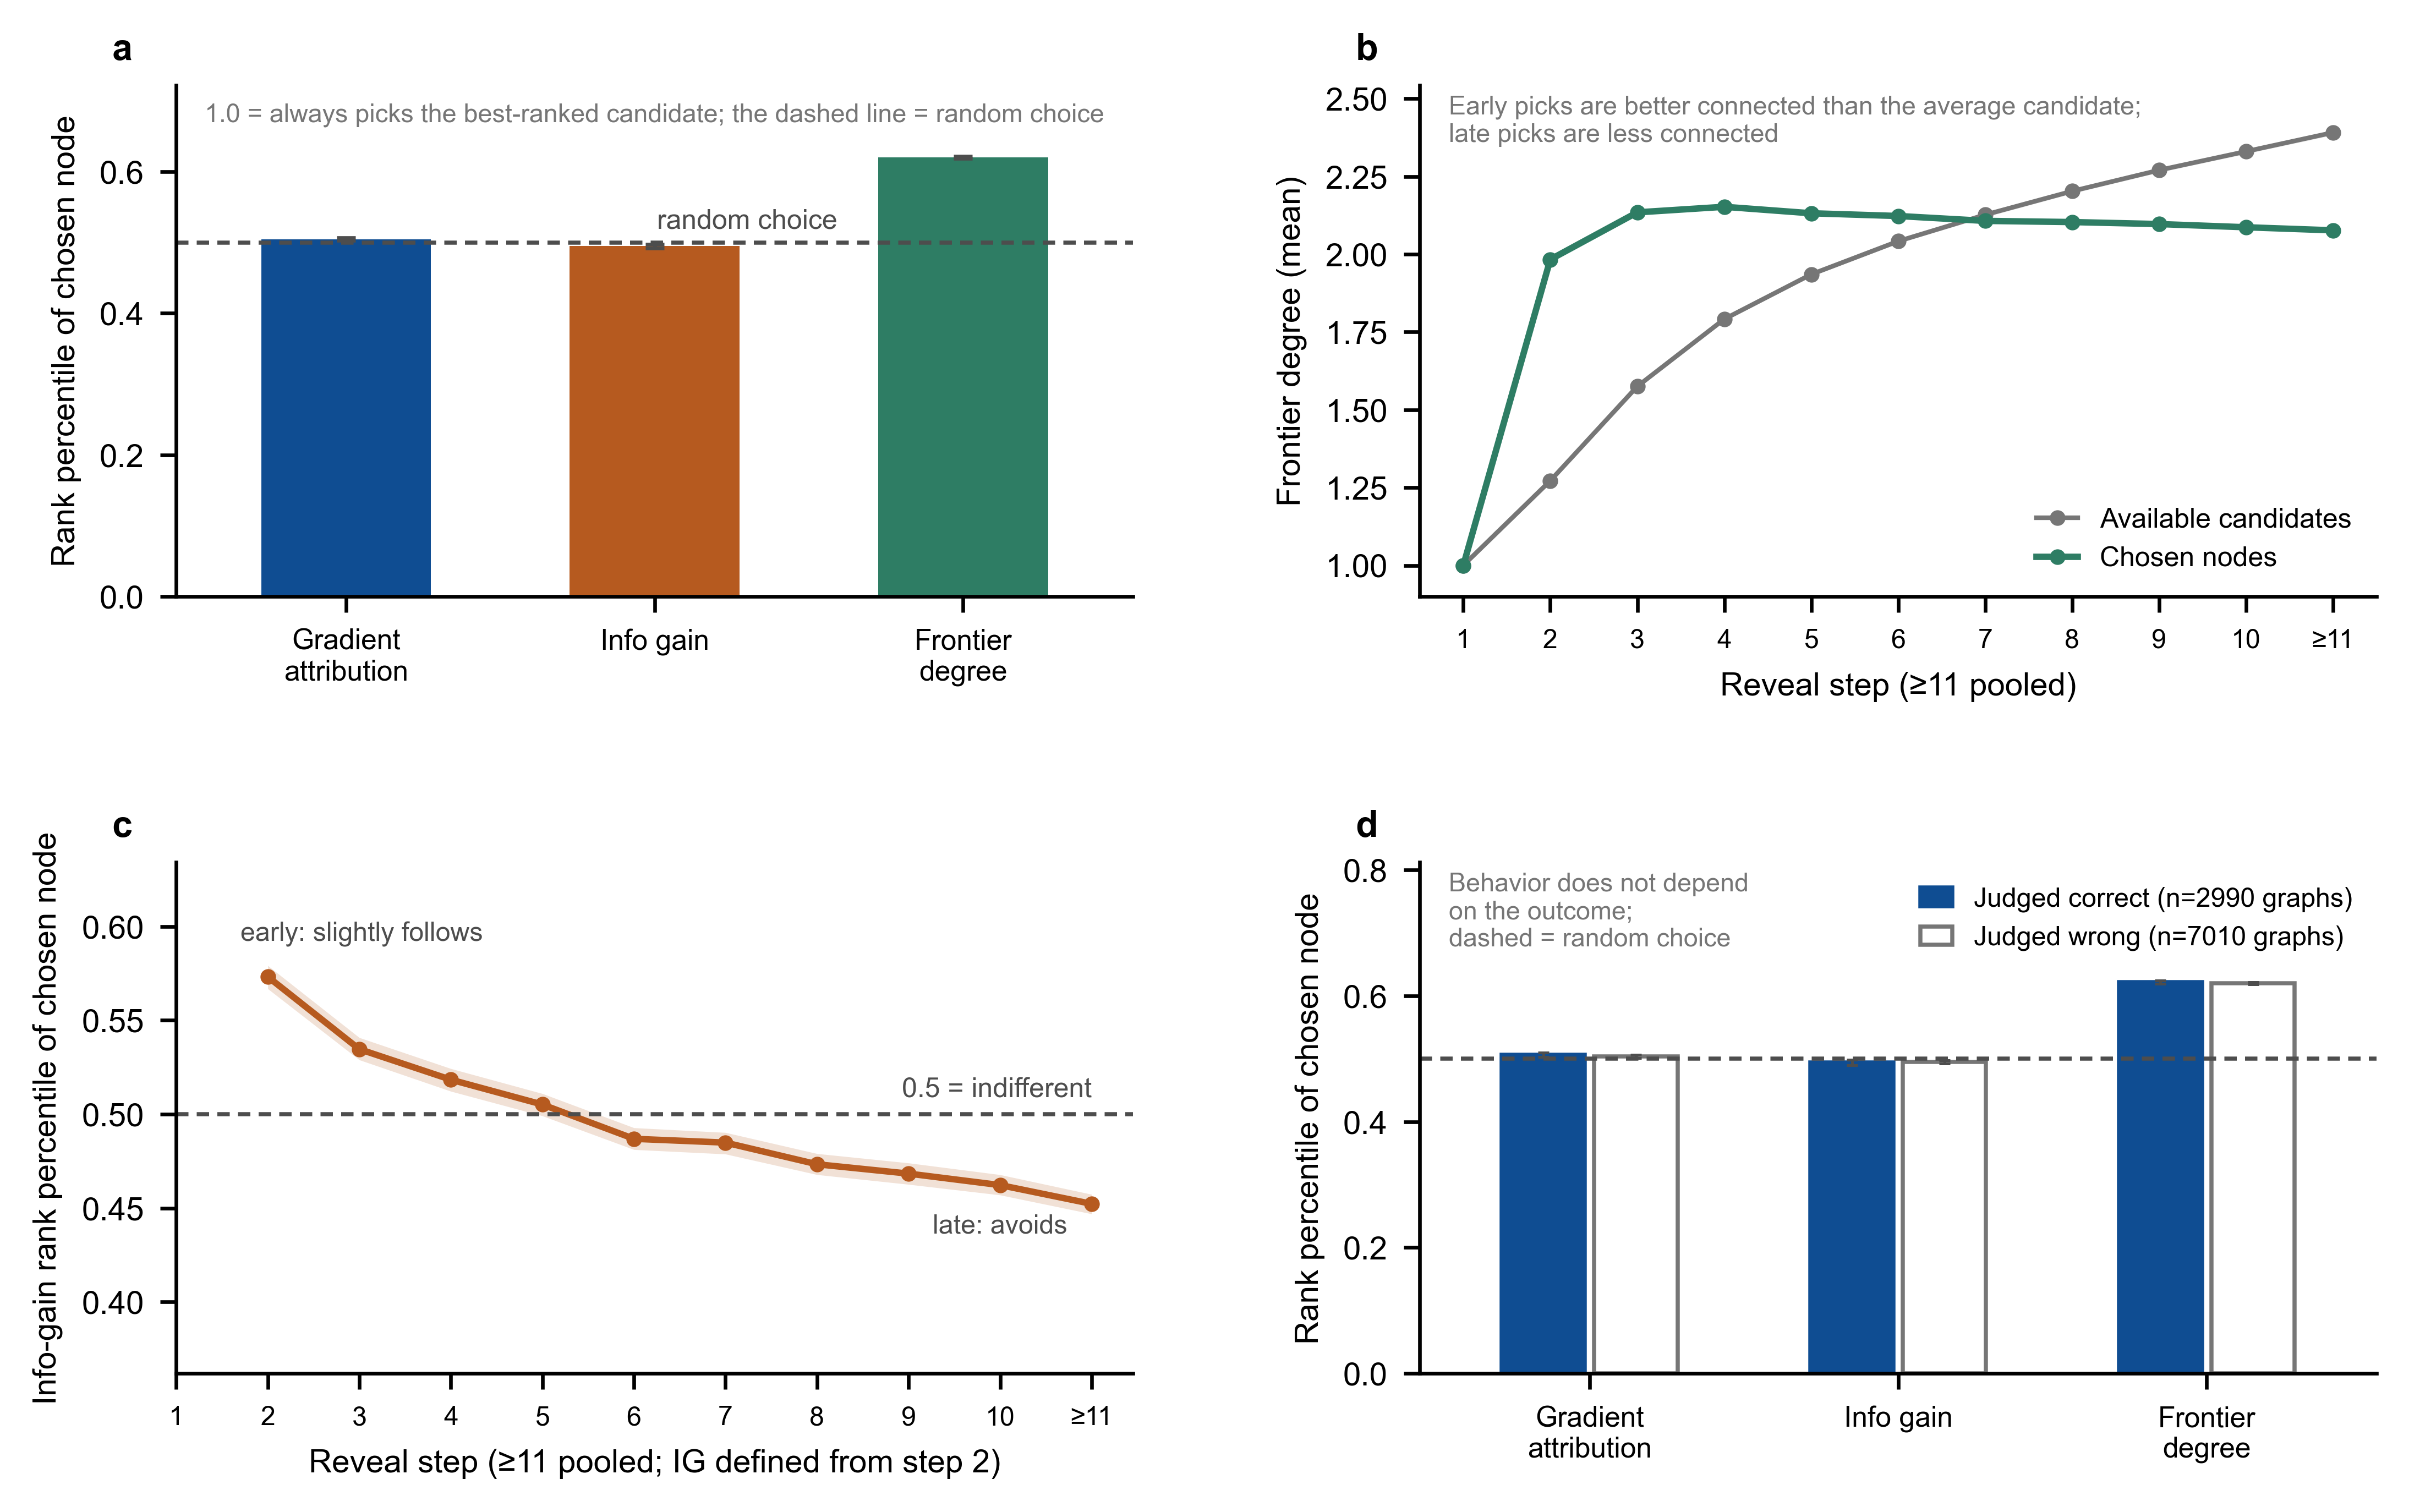 a
1.0 = always picks the best-ranked candidate; the dashed line = random choice
Rank percentile of chosen node
0.6
0.4
0.2
0.0
random choice
Gradient
attribution
Info gain
Frontier
degree
b
Early picks are better connected than the average candidate;
late picks are less connected
Frontier degree (mean)
2.50
2.25
2.00
1.75
1.50
1.25
1.00
Available candidates
Chosen nodes
1 2 3 4 5 6 7 8 9 10 ≥11
Reveal step (≥11 pooled)
c
Info-gain rank percentile of chosen node
0.60
0.55
0.50
0.45
0.40
early: slightly follows
0.5 = indifferent
late: avoids
1 2 3 4 5 6 7 8 9 10 ≥11
Reveal step (≥11 pooled; IG defined from step 2)
d
Behavior does not depend
on the outcome;
dashed = random choice
Judged correct (n=2990 graphs)
Judged wrong (n=7010 graphs)
Rank percentile of chosen node
0.8
0.6
0.4
0.2
0.0
Gradient
attribution
Info gain
Frontier
degree